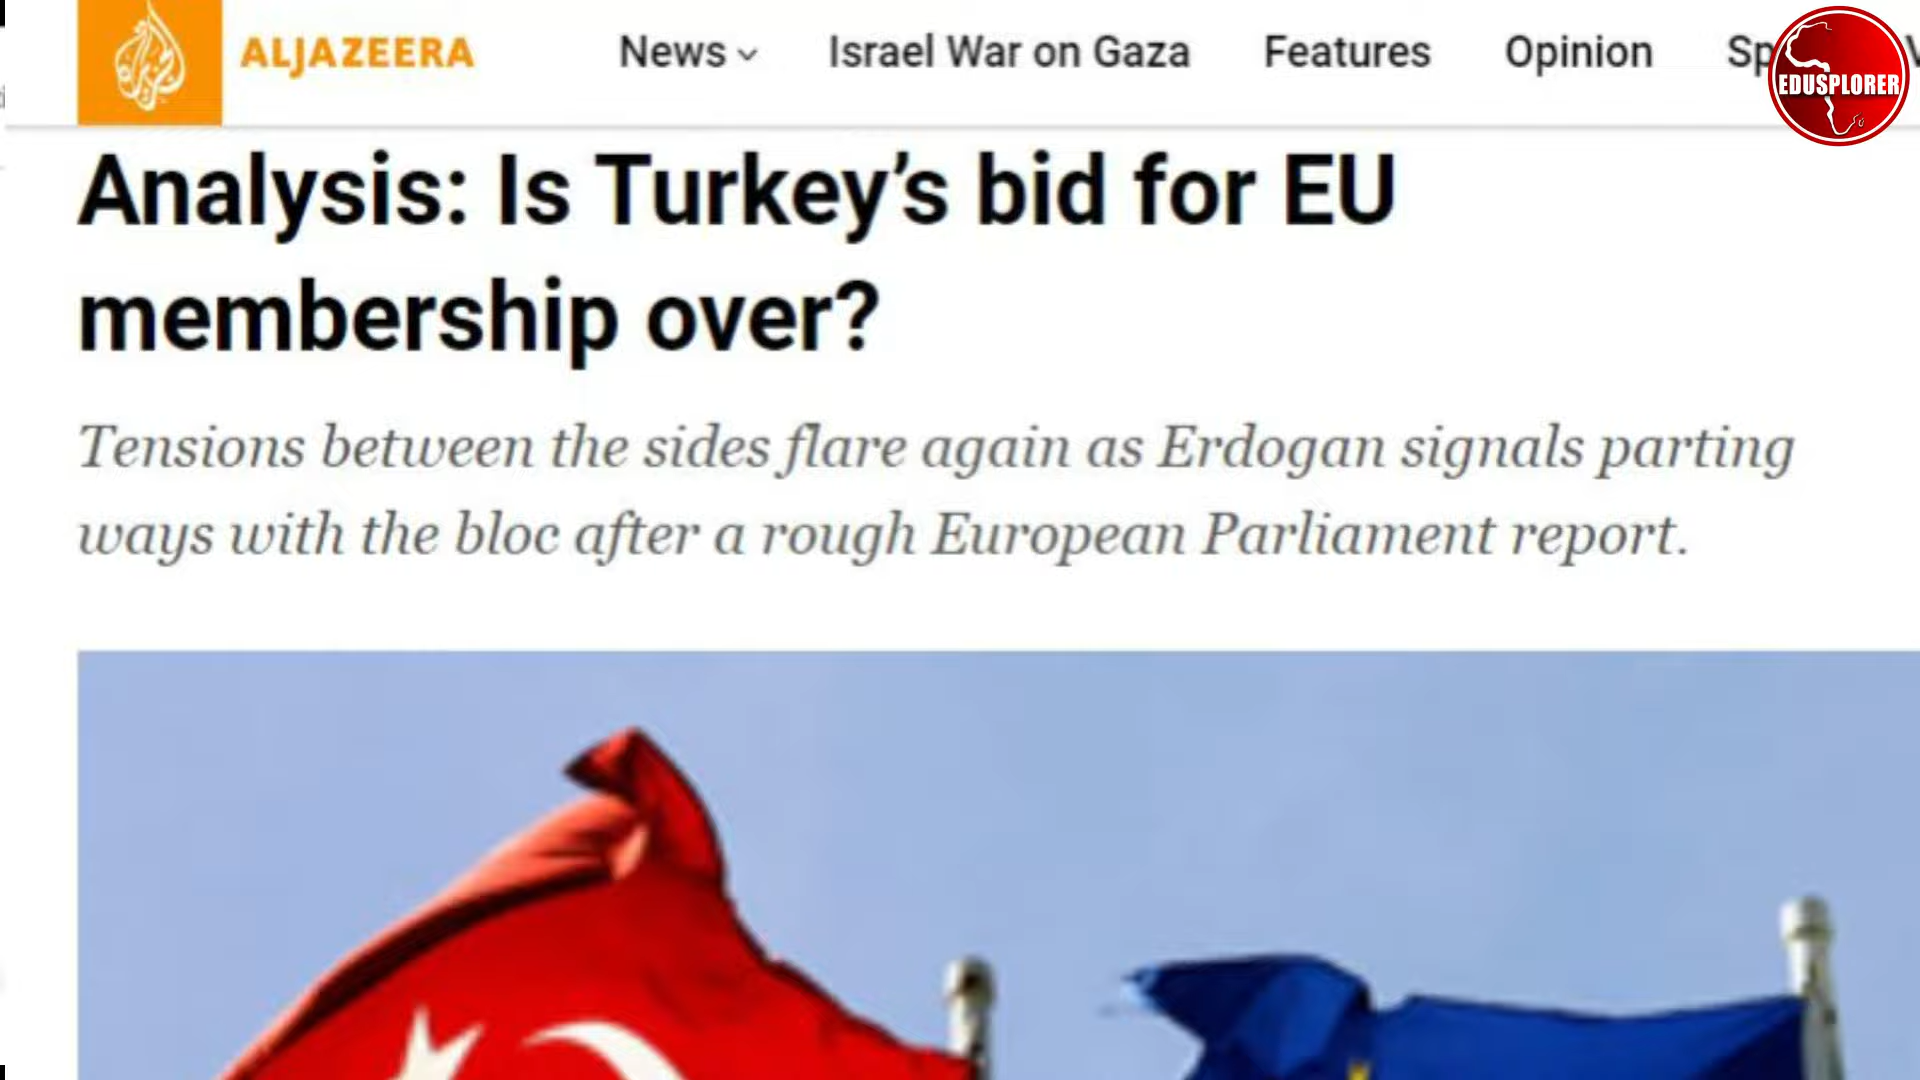 ALJAZEERA
News
Israel War on Gaza
Features
Opinion
EDUSPLORER
Analysis: Is Turkey’s bid for EU
membership over?
Tensions between the sides flare again as Erdogan signals parting
ways with the bloc after a rough European Parliament report.